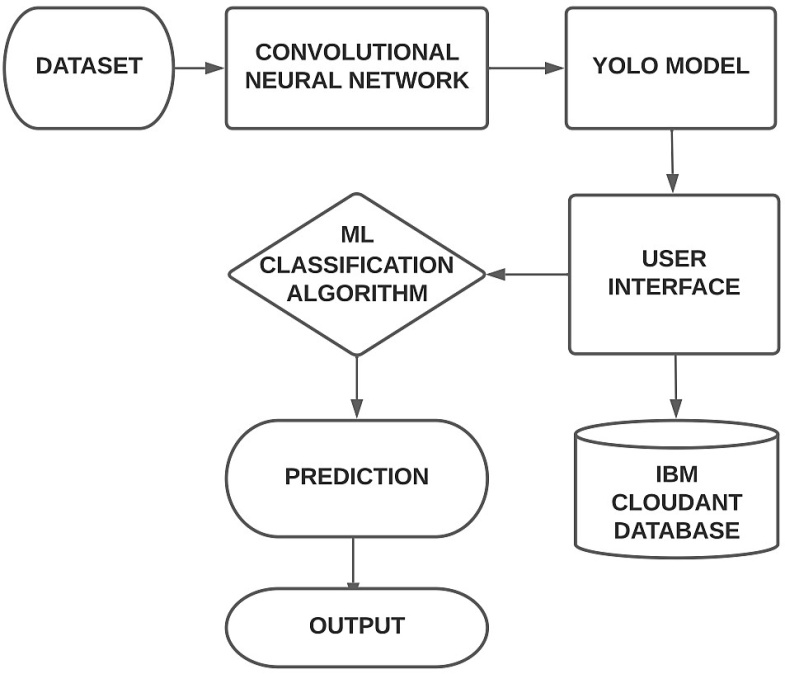 DATASET
CONVOLUTIONAL
NEURAL NETWORK
YOLO MODEL
USER
INTERFACE
ML
CLASSIFICATION
ALGORITHM
PREDICTION
IBM
CLOUDANT
DATABASE
OUTPUT